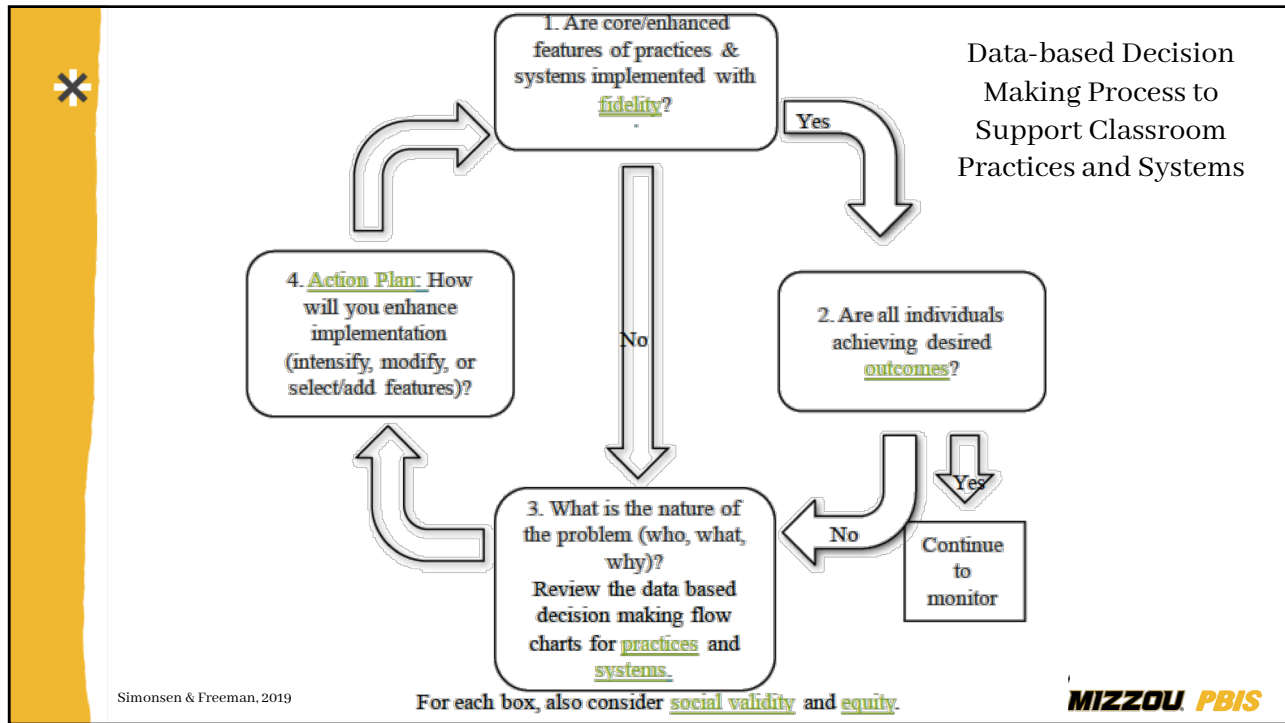 Data-based Decision
Making Process to
Support Classroom
Practices and Systems
1. Are core/enhanced
features of practices &
systems implemented with
fidelity?
Yes
No
2. Are all individuals
achieving desired
outcomes?
Yes
No
Continue
to
monitor
3. What is the nature of
the problem (who, what,
why)?
Review the data based
decision making flow
charts for practices and
systems.
4. Action Plan: How
will you enhance
implementation
(intensify, modify, or
select/add features)?
For each box, also consider social validity and equity.
Simonsen & Freeman, 2019
MIZZOU PBIS